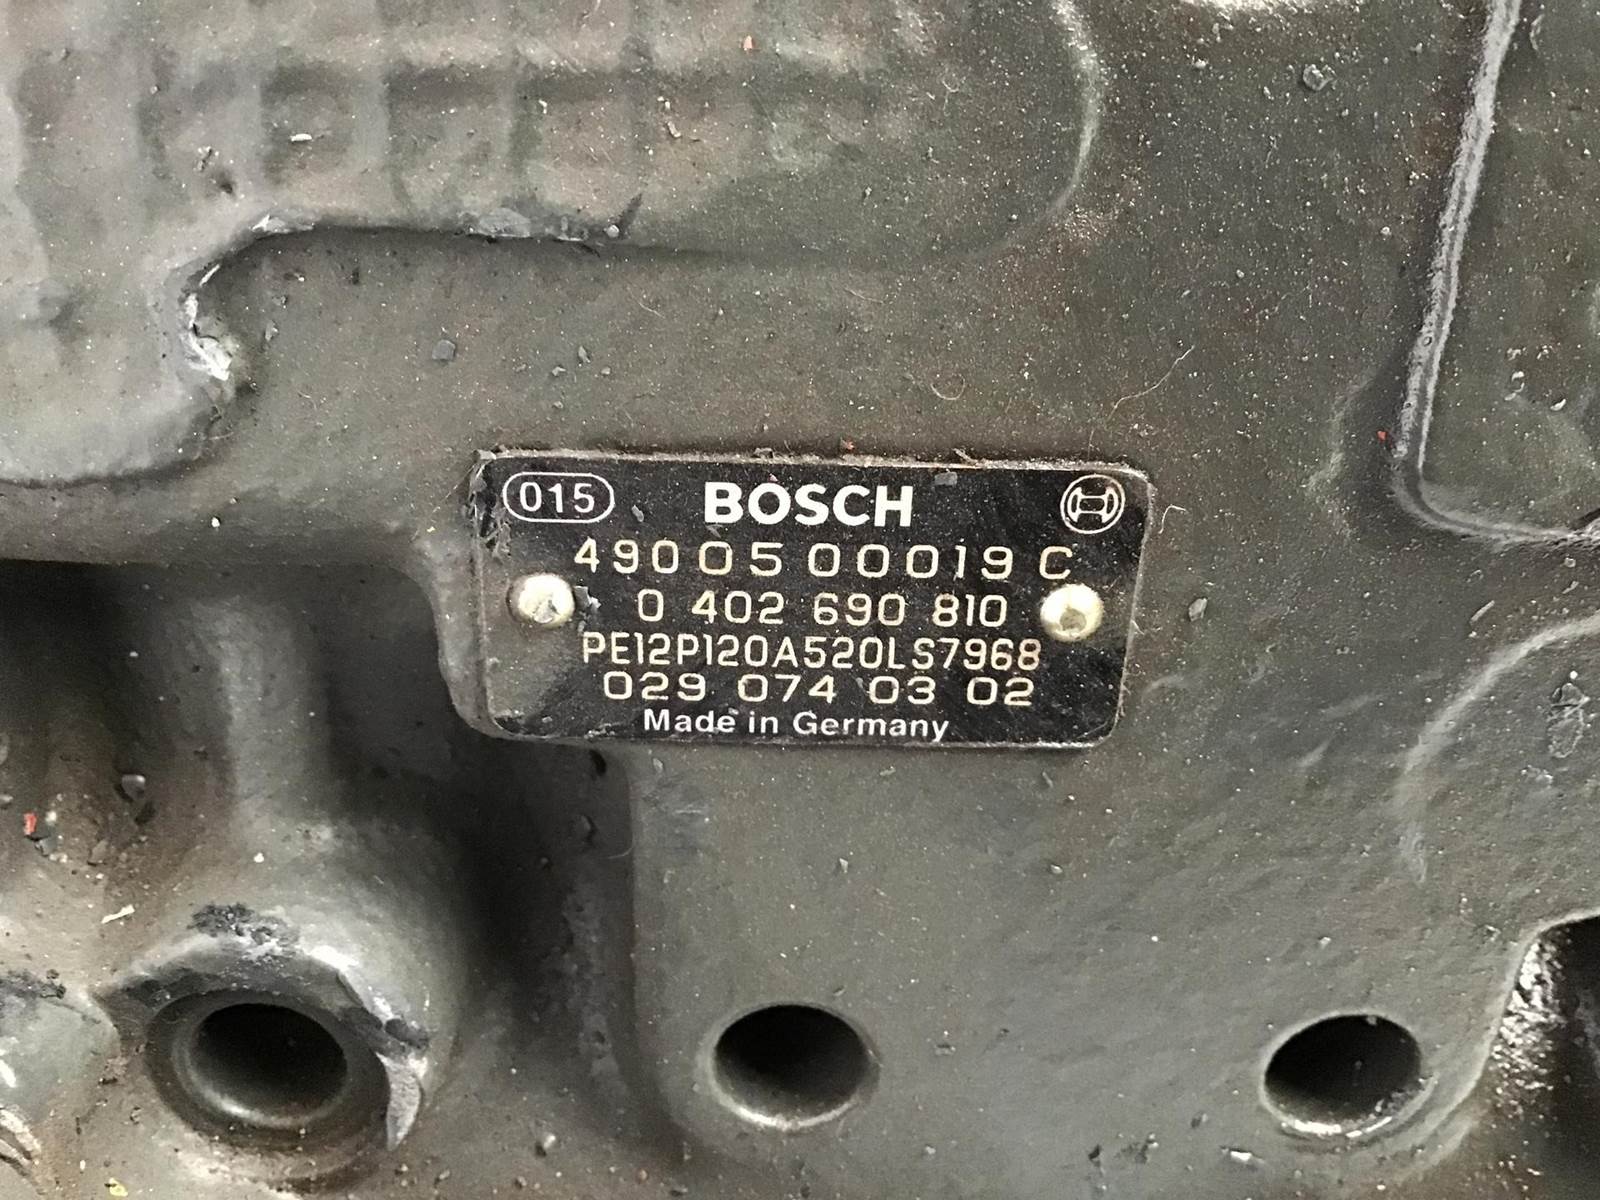 015 BOSCH
4900500019 C
0 402 690 810
PE12P120A520LS7968
029 074 03 02
Made in Germany